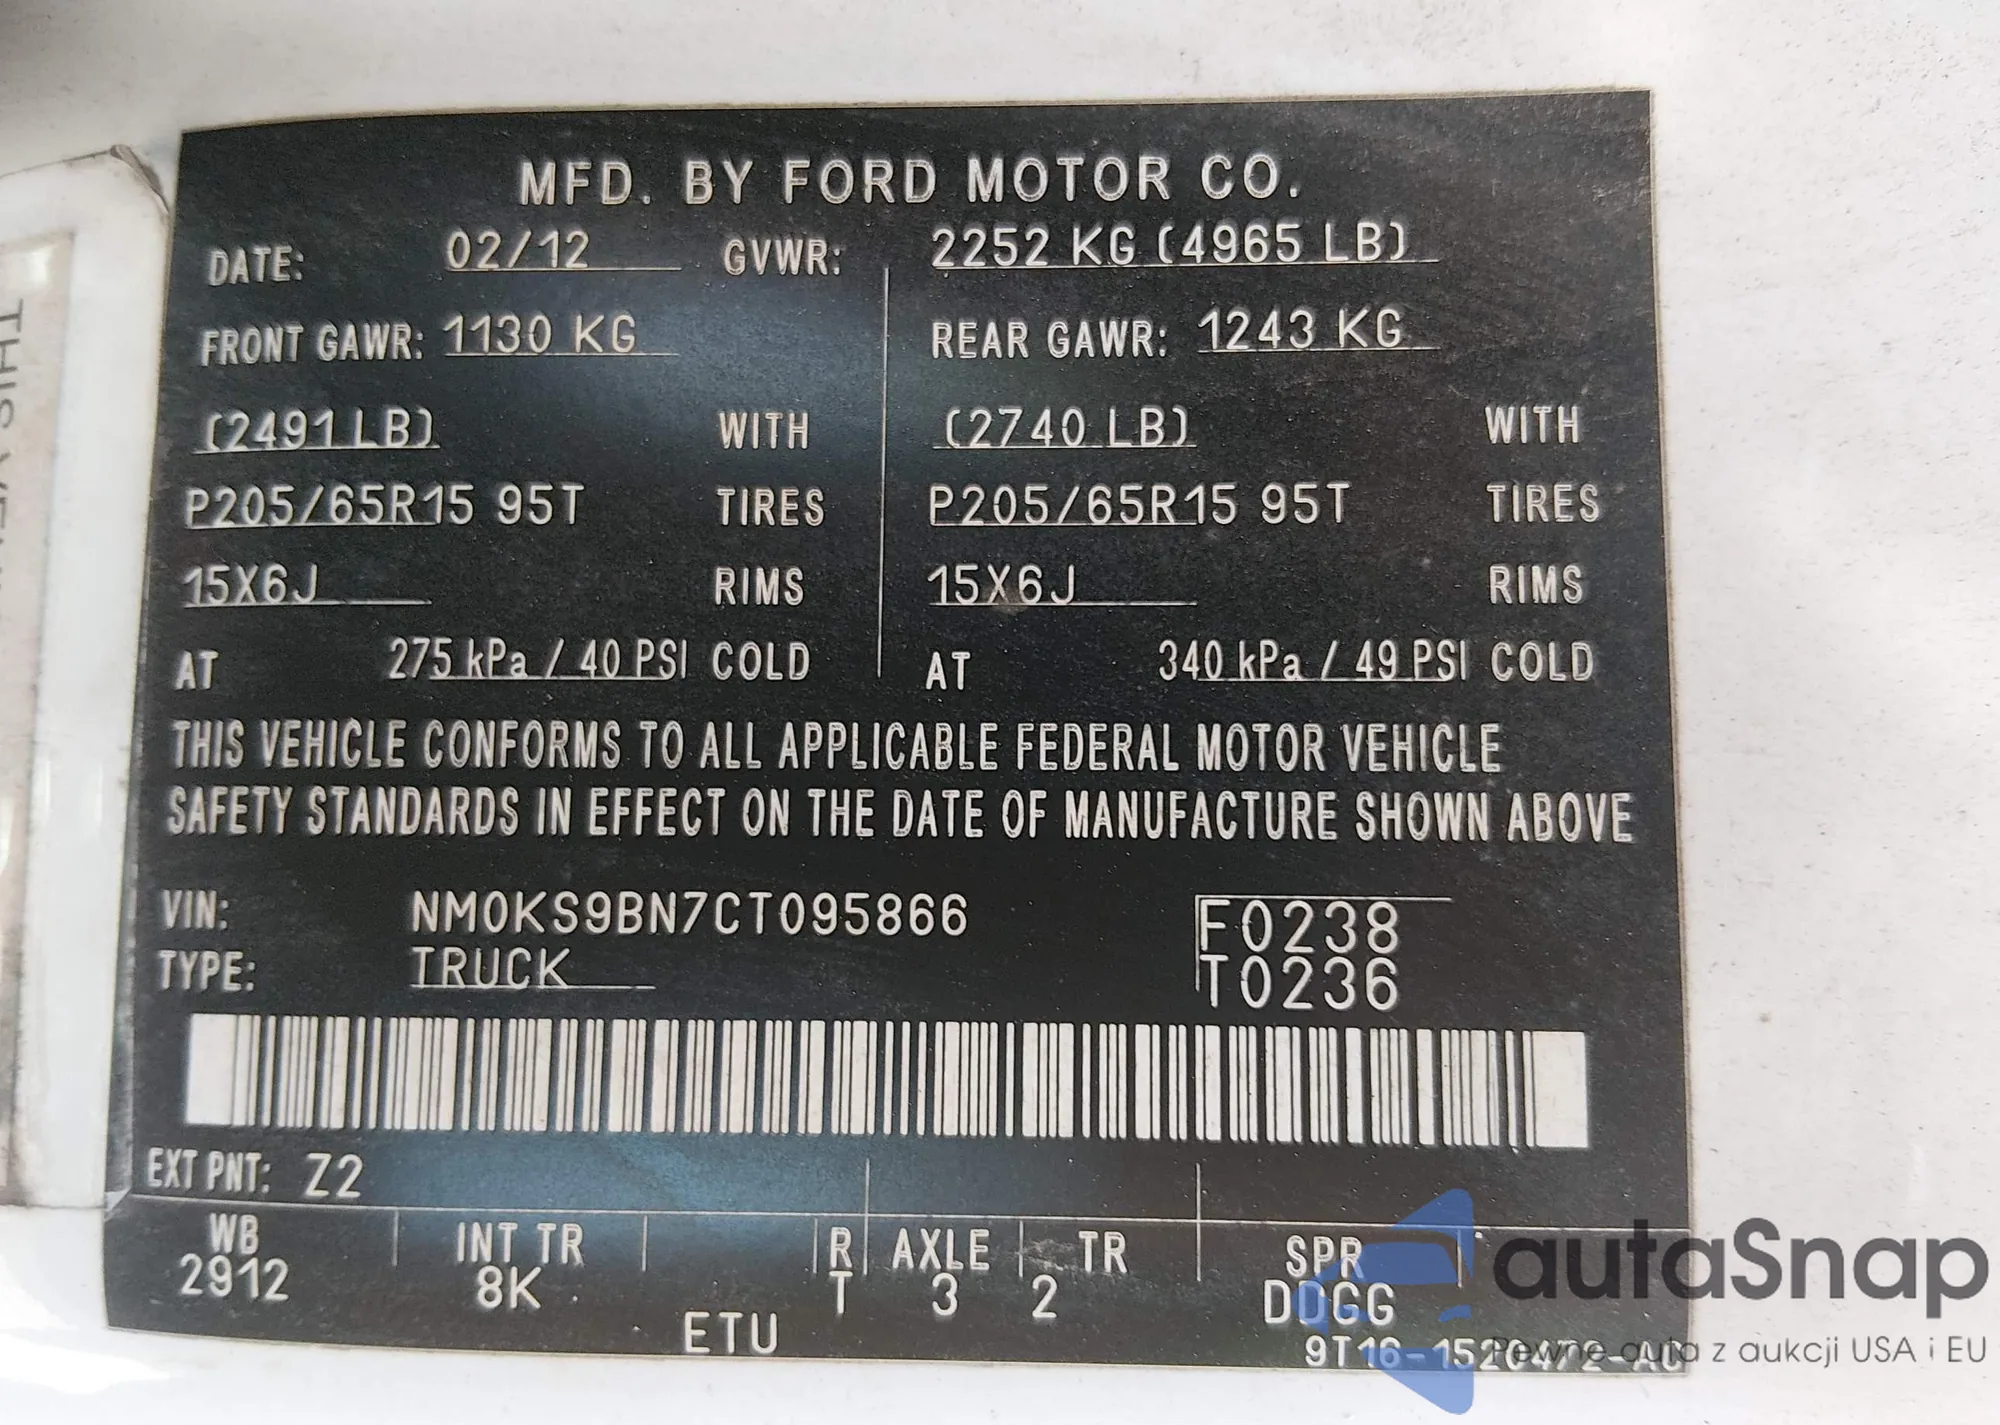 MFD. BY FORD MOTOR CO.
DATE: 02/12 GVWR: 2252 KG (4965 LB)
FRONT GAWR: 1130 KG REAR GAWR: 1243 KG
(2491 LB) WITH (2740 LB) WITH
P205/65R15 95T TIRES P205/65R15 95T TIRES
15X6J RIMS 15X6J RIMS
AT 275 kPa / 40 PSI COLD AT 340 kPa / 49 PSI COLD
THIS VEHICLE CONFORMS TO ALL APPLICABLE FEDERAL MOTOR VEHICLE
SAFETY STANDARDS IN EFFECT ON THE DATE OF MANUFACTURE SHOWN ABOVE
VIN: NM0KS9BN7CT095866 F0238
TYPE: TRUCK T0236
EXT PNT: Z2
WB INT TR R AXLE TR SPR
2912 8K T 3 2 DDGG
ETU
THIS
autaSnap
Pewne auta z aukcji USA i EU